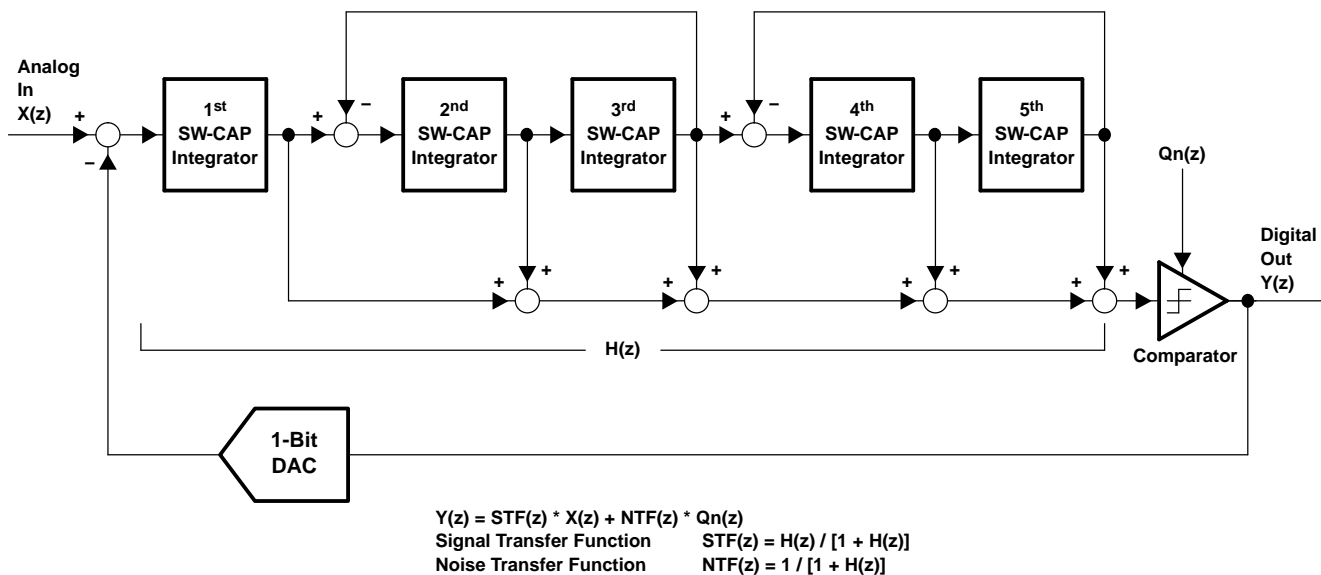 Analog
In
X(z)
+
−
1st
SW-CAP
Integrator
+
−
2nd
SW-CAP
Integrator
3rd
SW-CAP
Integrator
+
−
4th
SW-CAP
Integrator
5th
SW-CAP
Integrator
Qn(z)
+
+
+
+
+
+
+
+
Digital
Out
Y(z)
H(z)
Comparator
1-Bit
DAC
Y(z) = STF(z) * X(z) + NTF(z) * Qn(z)
Signal Transfer Function STF(z) = H(z) / [1 + H(z)]
Noise Transfer Function NTF(z) = 1 / [1 + H(z)]